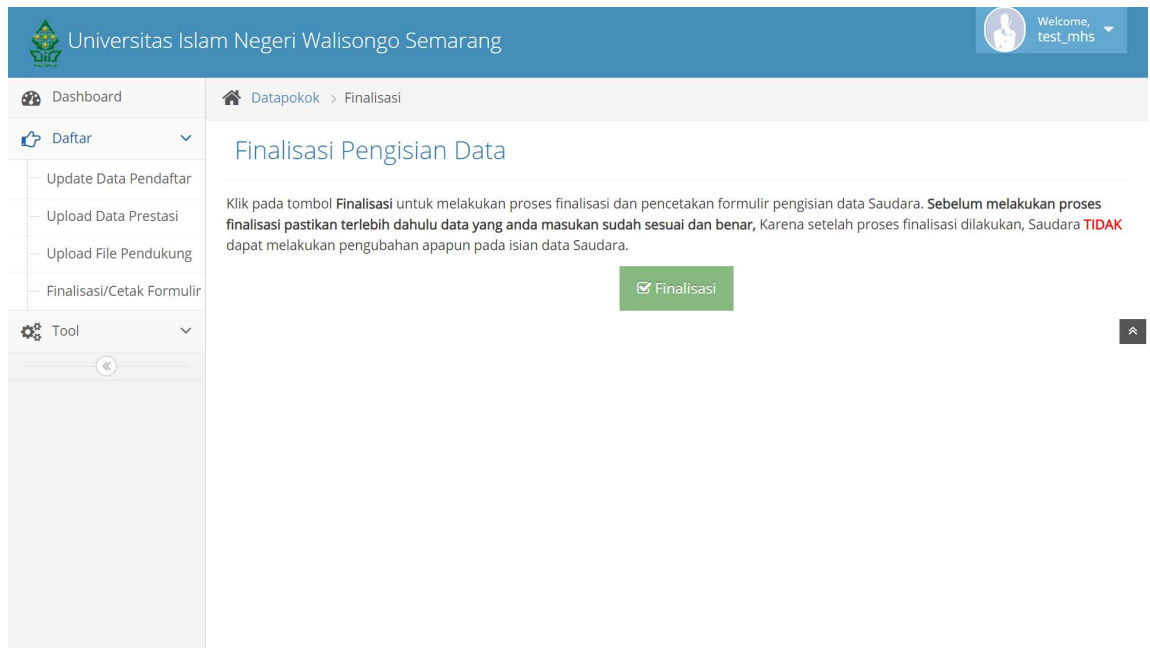 Universitas Islam Negeri Walisongo Semarang
Welcome,
test_mhs
Dashboard
Daftar
Update Data Pendaftar
Upload Data Prestasi
Upload File Pendukung
Finalisasi/Cetak Formulir
Tool
Datapokok > Finalisasi
Finalisasi Pengisian Data
Klik pada tombol Finalisasi untuk melakukan proses finalisasi dan pencetakan formulir pengisian data Saudara. Sebelum melakukan proses
finalisasi pastikan terlebih dahulu data yang anda masukan sudah sesuai dan benar, Karena setelah proses finalisasi dilakukan, Saudara TIDAK
dapat melakukan pengubahan apapun pada isian data Saudara.
Finalisasi